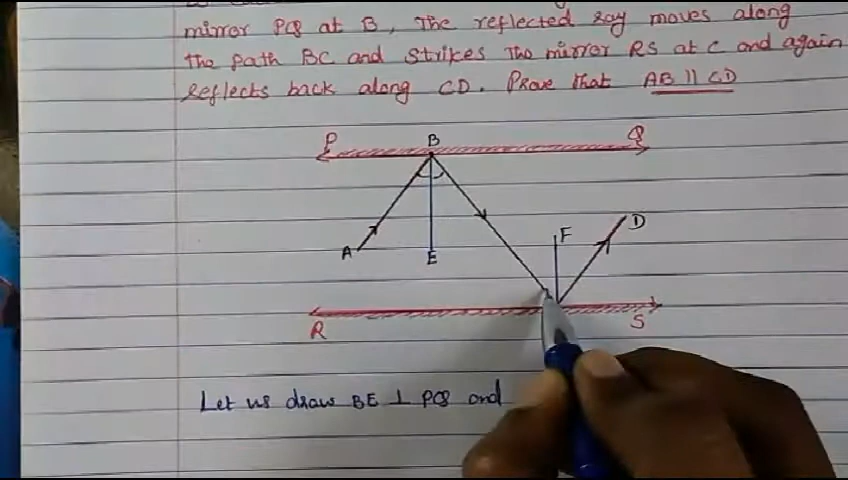 mirror PQ at B, The reflected ray moves along
the path BC and strikes the mirror RS at C and again
reflects back along CD. Prove that AB || CD
P B Q
F D
A E
R S
Let us draw BE ⊥ PQ and